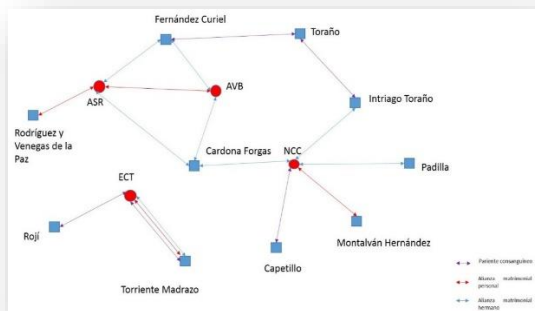 Fernández Curiel
Toraño
AVB
ASR
Intriago Toraño
Rodríguez y
Venegas de la
Paz
Cardona Forgas
NCC
Padilla
ECT
Rojí
Montalván Hernández
Capetillo
Torriente Madrazo
Pariente consanguíneo
Alianza matrimonial
personal
Alianza matrimonial
hermano